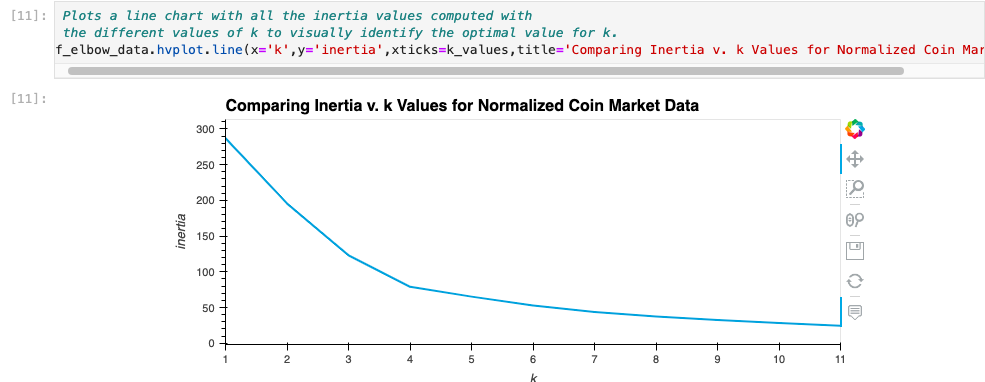 [11]: Plots a line chart with all the inertia values computed with
the different values of k to visually identify the optimal value for k.
f_elbow_data.hvplot.line(x='k',y='inertia',xticks=k_values,title='Comparing Inertia v. k Values for Normalized Coin Mar
[11]:
Comparing Inertia v. k Values for Normalized Coin Market Data
300
250
200
150
100
50
0
inertia
1 2 3 4 5 6 7 8 9 10 11
k